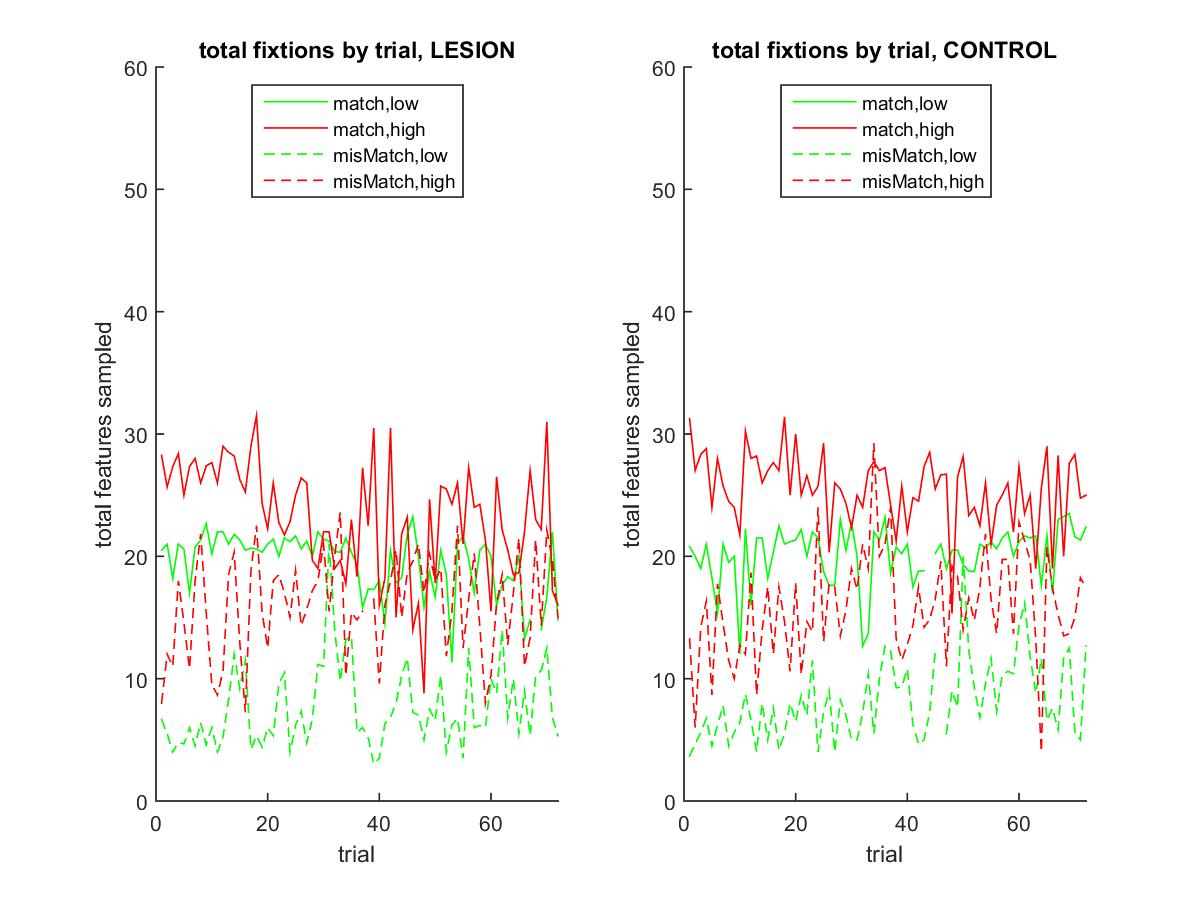 total fixtions by trial, LESION
match,low
match,high
misMatch,low
misMatch,high
total features sampled
60
50
40
30
20
10
0
0 20 40 60
trial
total fixtions by trial, CONTROL
match,low
match,high
misMatch,low
misMatch,high
total features sampled
60
50
40
30
20
10
0
0 20 40 60
trial